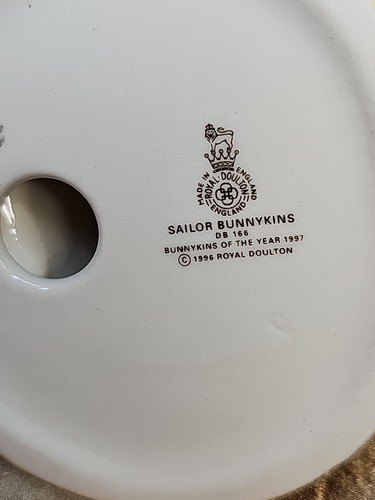 MADE IN ENGLAND
ROYAL DOULTON
ENGLAND
SAILOR BUNNYKINS
DB 166
BUNNYKINS OF THE YEAR 1997
© 1996 ROYAL DOULTON